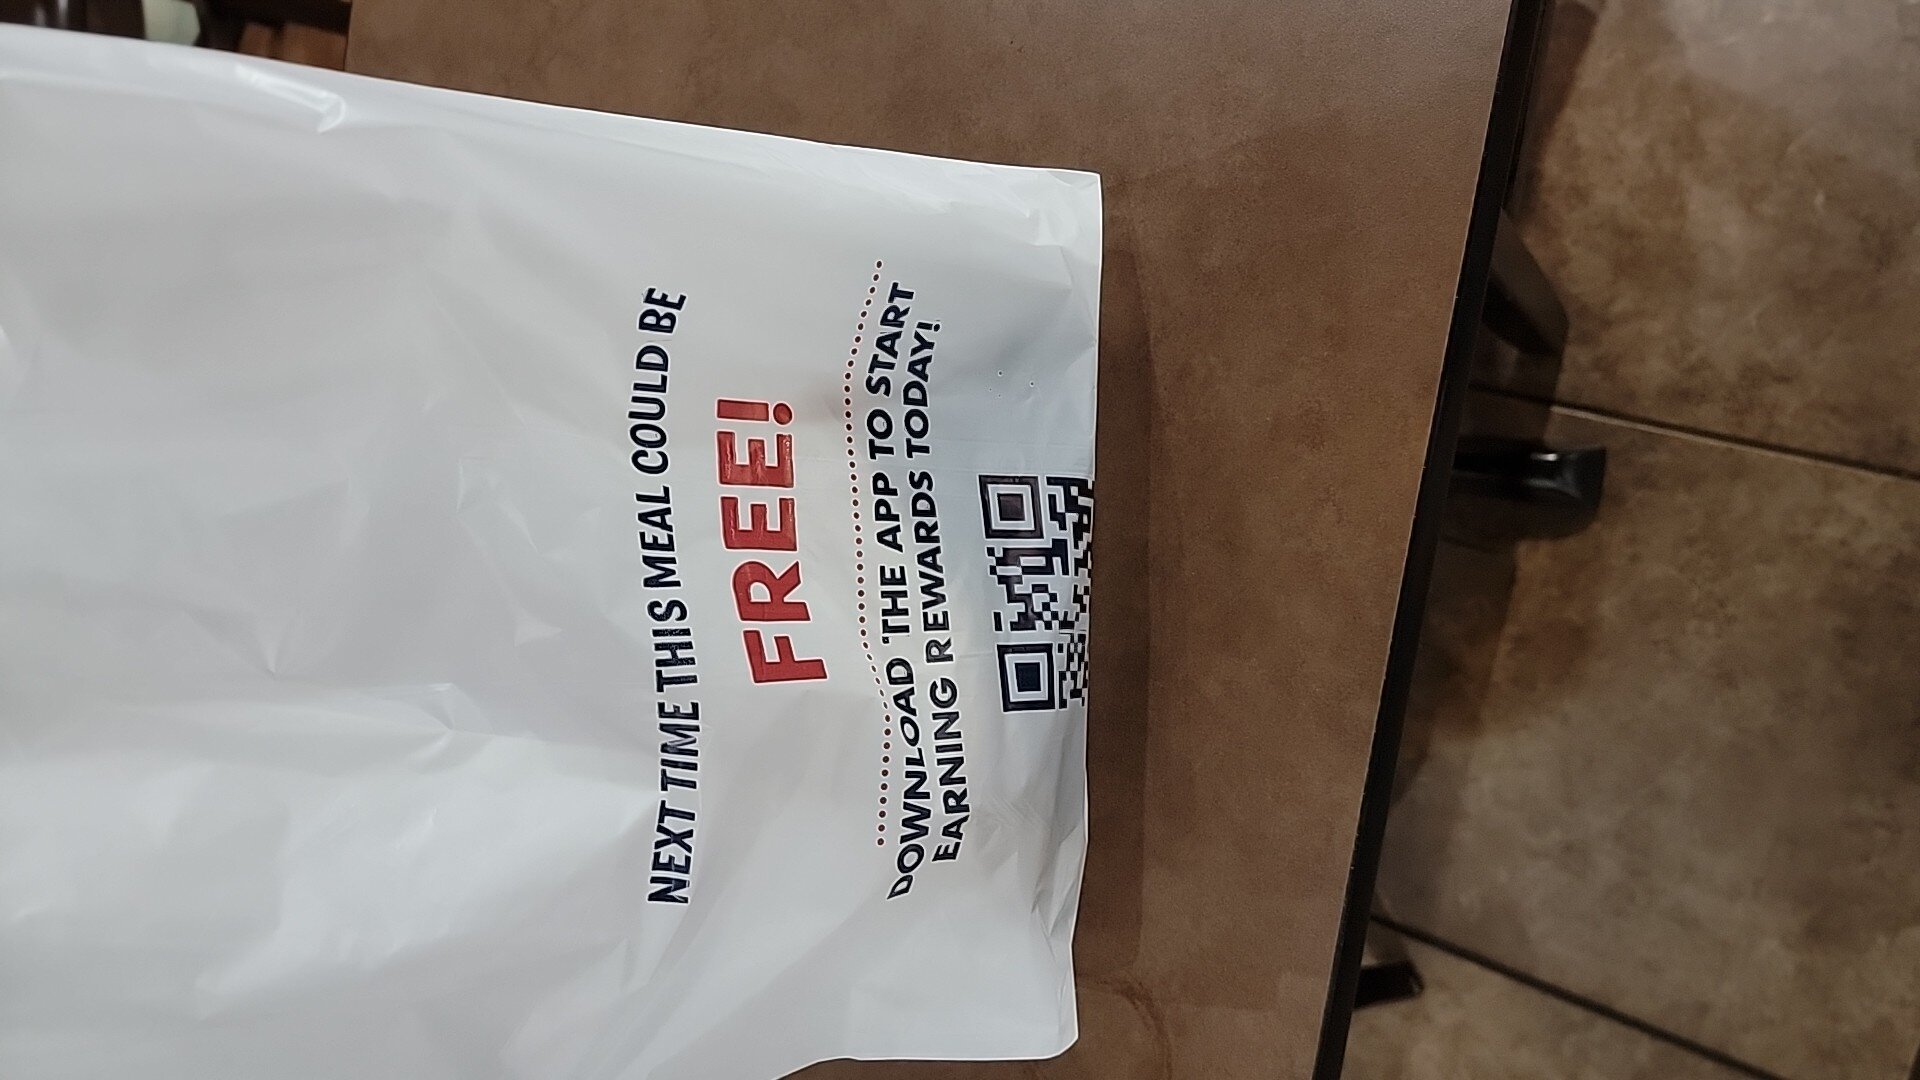 NEXT TIME THIS MEAL COULD BE
FREE!
DOWNLOAD THE APP TO START
EARNING REWARDS TODAY!